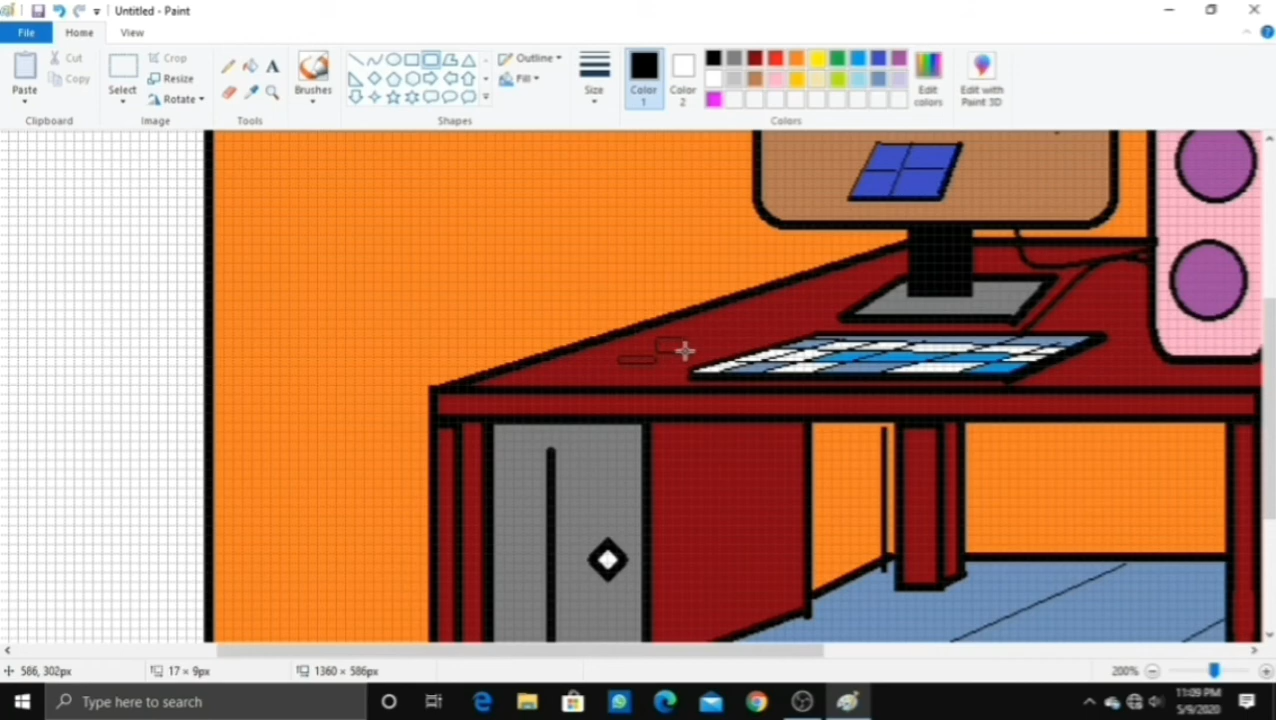 Untitled - Paint
File Home View
Paste
Cut
Copy
Clipboard
Select
Crop
Resize
Rotate
Image
A
Tools
Brushes
Shapes
Outline
Fill
Size
Color 1
Color 2
Edit colors
Edit with Paint 3D
Colors
586, 302px
17 × 9px
1360 × 586px
200%
Type here to search
11:09 PM
5/9/2020